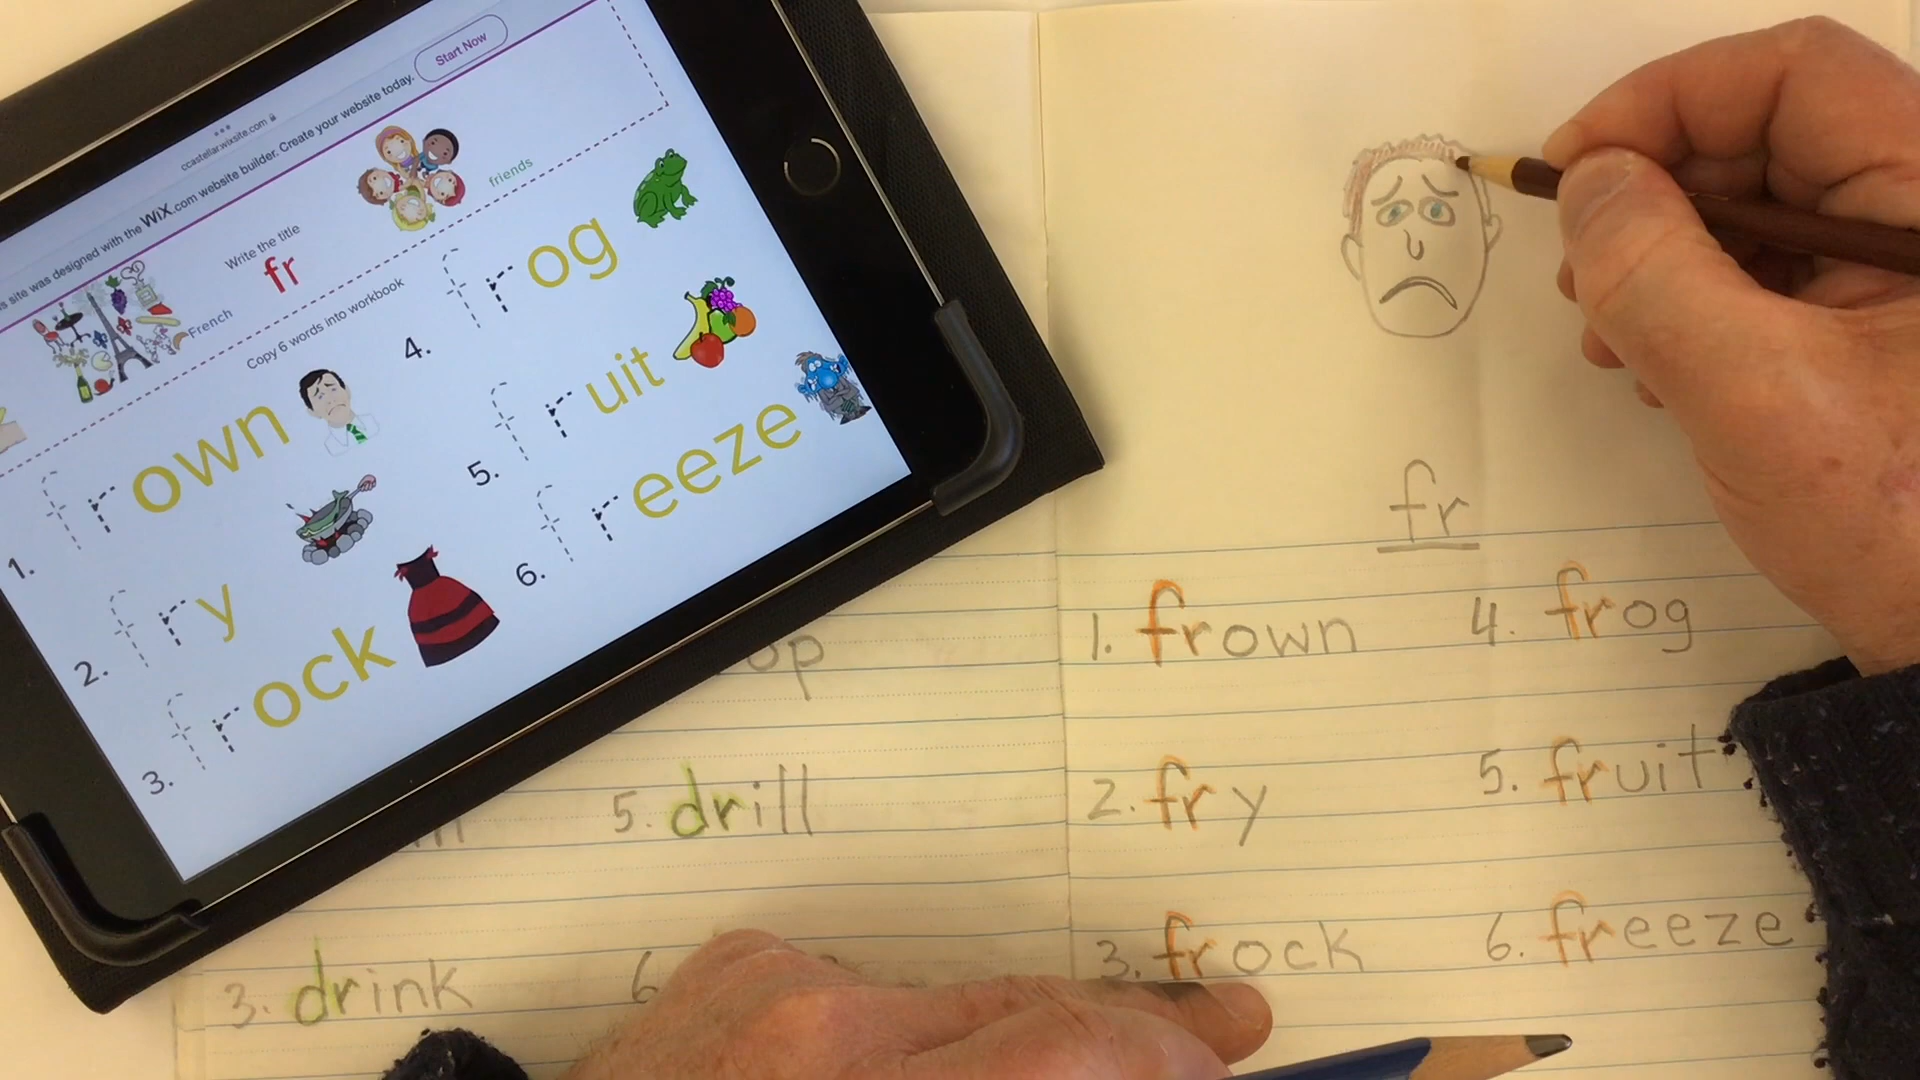 s site was designed with the WiX.com website builder. Create your website today. Start Now
ccastellar.wixsite.com
Write the title
fr
French
friends
Copy 6 words into workbook
1. frown
2. fry
3. frock
4. frog
5. fruit
6. freeze
op
5. drill
3. drink
6
fr
1. frown
2. fry
3. frock
4. frog
5. fruit
6. freeze